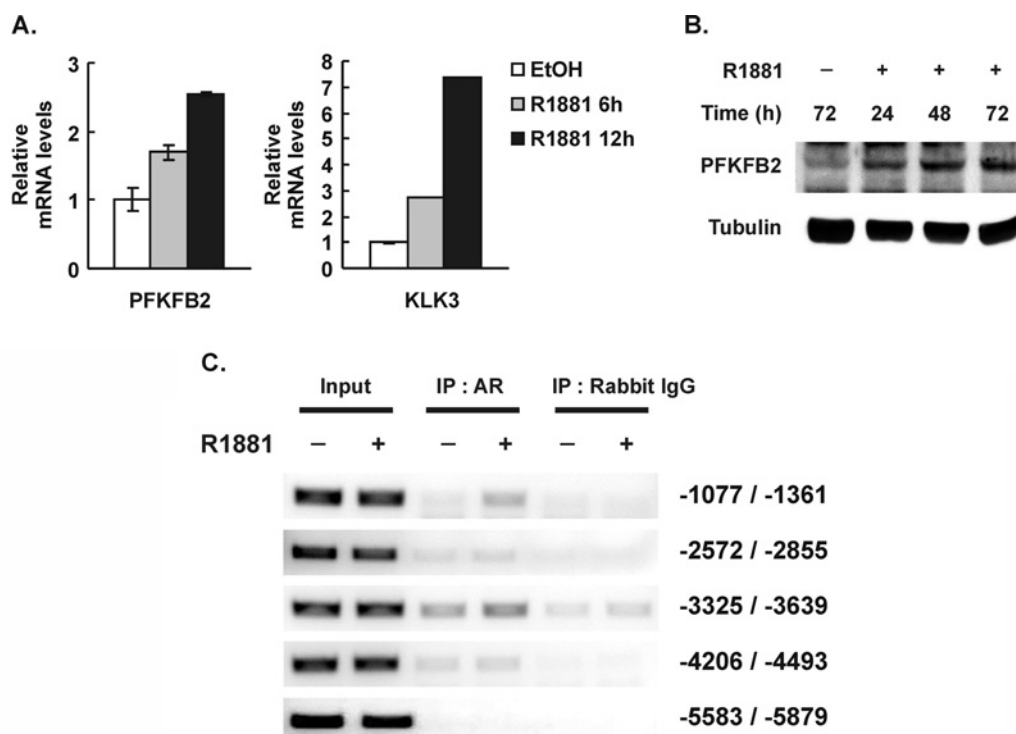 A.
Relative
mRNA levels
3
2
1
0
PFKFB2
Relative
mRNA levels
8
7
6
5
4
3
2
1
0
KLK3
EtOH
R1881 6h
R1881 12h
B.
R1881 – + + +
Time (h) 72 24 48 72
PFKFB2
Tubulin
C.
Input IP : AR IP : Rabbit IgG
R1881 – + – + – +
-1077 / -1361
-2572 / -2855
-3325 / -3639
-4206 / -4493
-5583 / -5879